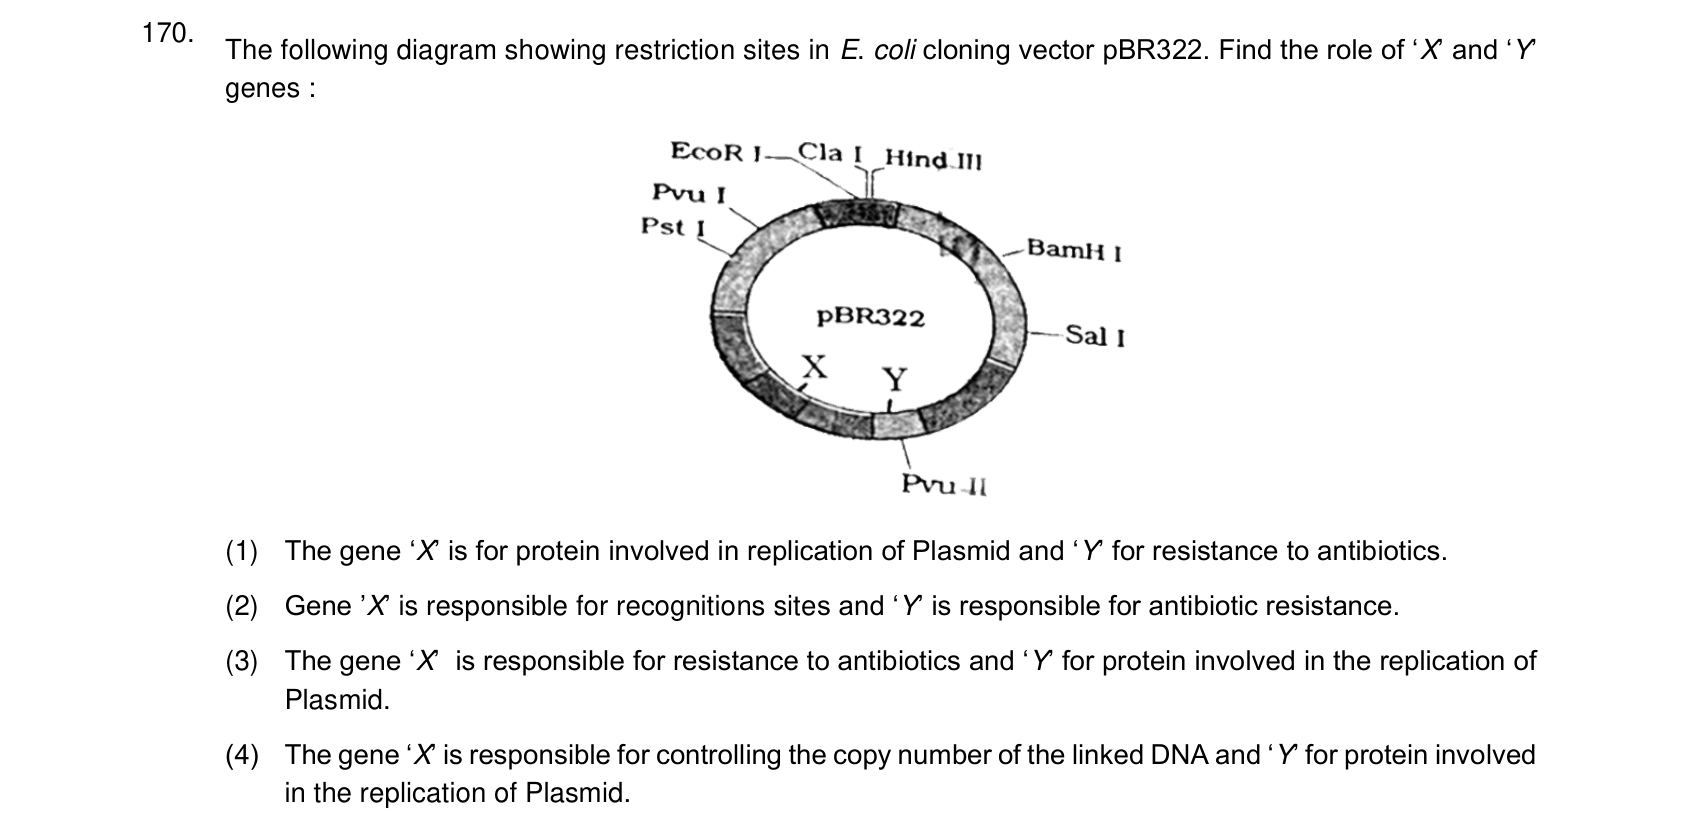 170.
The following diagram showing restriction sites in E. coli cloning vector pBR322. Find the role of ‘X’ and ‘Y’
genes :
EcoR I Cla I Hind III
Pvu I
Pst I
BamH I
pBR322
Sal I
X Y
Pvu II
(1) The gene ‘X’ is for protein involved in replication of Plasmid and ‘Y’ for resistance to antibiotics.
(2) Gene ’X’ is responsible for recognitions sites and ‘Y’ is responsible for antibiotic resistance.
(3) The gene ‘X’ is responsible for resistance to antibiotics and ‘Y’ for protein involved in the replication of
Plasmid.
(4) The gene ‘X’ is responsible for controlling the copy number of the linked DNA and ‘Y’ for protein involved
in the replication of Plasmid.